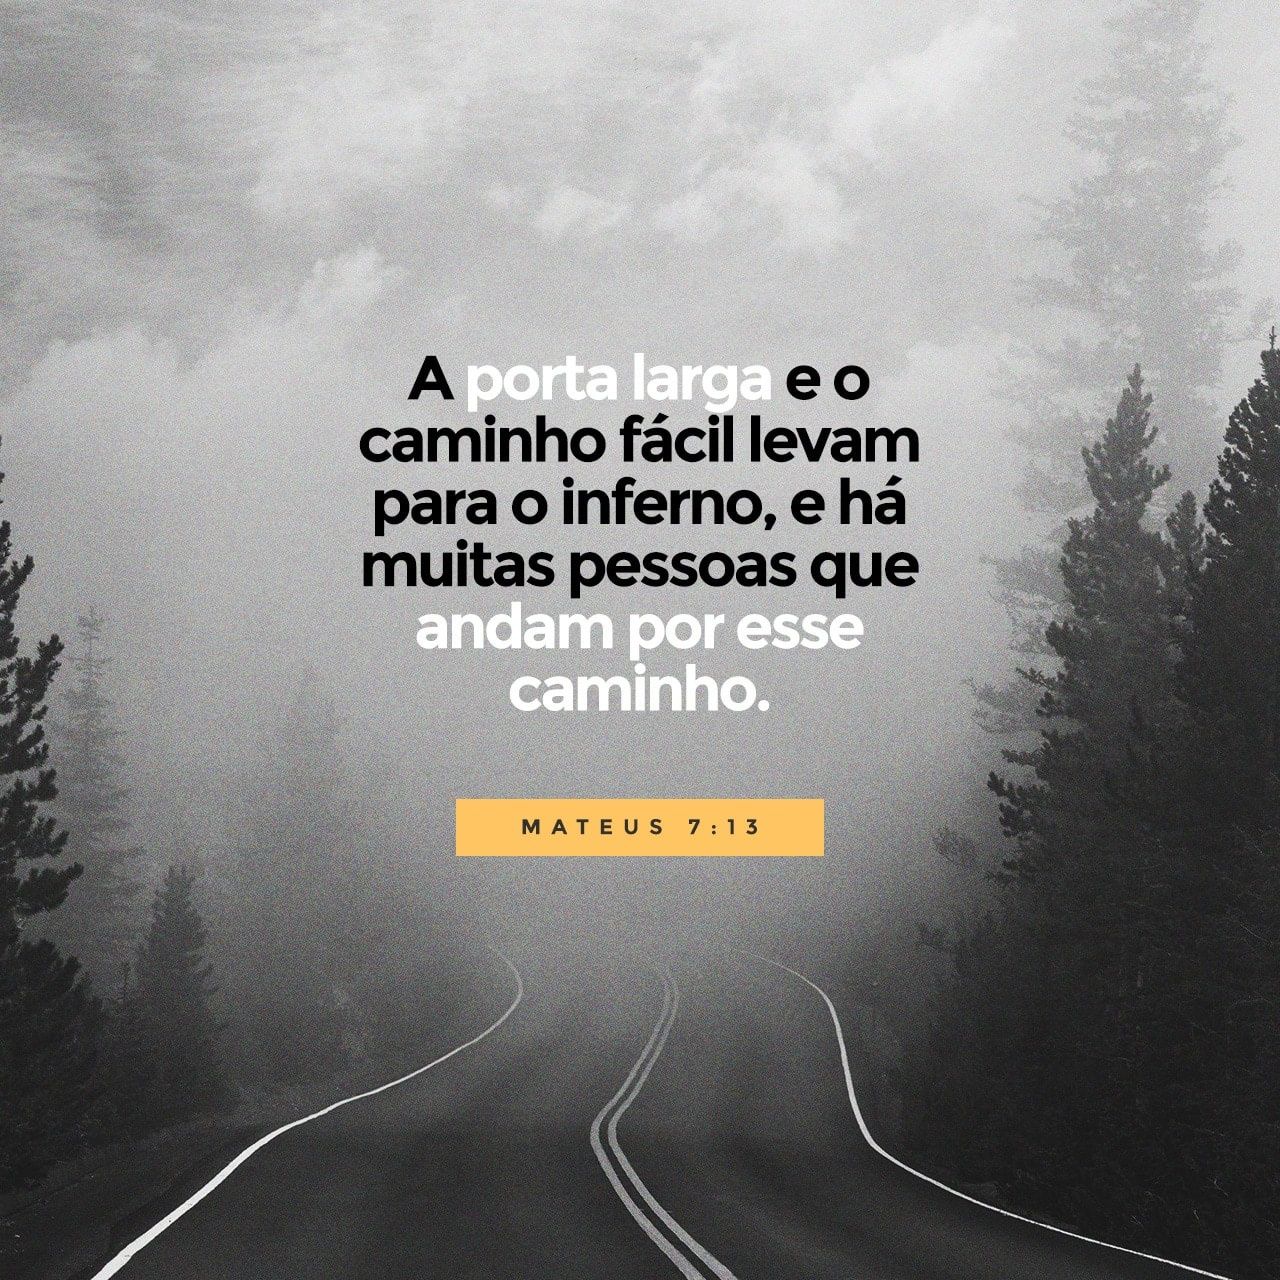 A porta larga e o
caminho fácil levam
para o inferno, e há
muitas pessoas que
andam por esse
caminho.
MATEUS 7:13